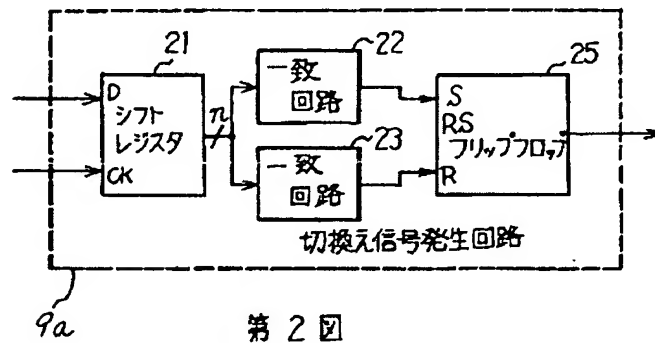 21
D
シフト
レジスタ
CK
n
22
一致
回路
23
一致
回路
25
S
RS
フリップフロップ
R
切換え信号発生回路
9a
第2図